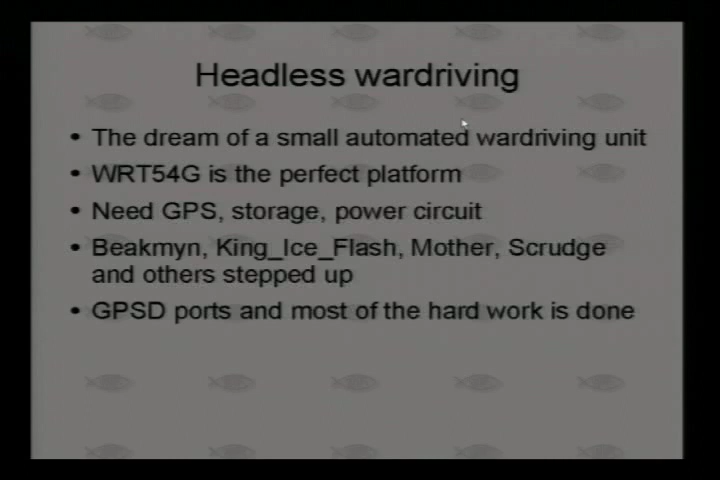 Headless wardriving
• The dream of a small automated wardriving unit
• WRT54G is the perfect platform
• Need GPS, storage, power circuit
• Beakmyn, King_Ice_Flash, Mother, Scrudge
and others stepped up
• GPSD ports and most of the hard work is done